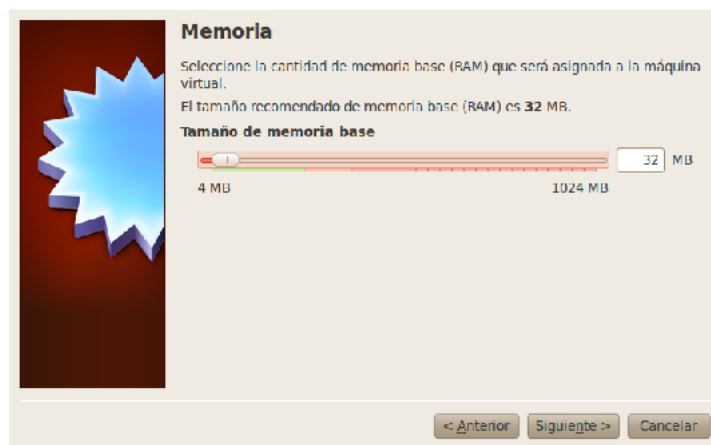 Memoria
Seleccione la cantidad de memoria base (RAM) que será asignada a la máquina
virtual.
El tamaño recomendado de memoria base (RAM) es 32 MB.
Tamaño de memoria base
32 MB
4 MB 1024 MB
< Anterior Siguiente > Cancelar